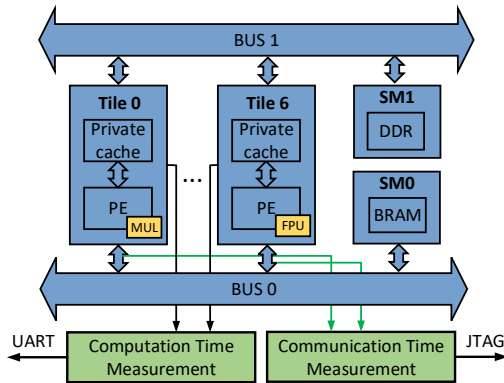 BUS 1
Tile 0
Private
cache
PE
MUL
...
Tile 6
Private
cache
PE
FPU
SM1
DDR
SM0
BRAM
BUS 0
UART
Computation Time
Measurement
Communication Time
Measurement
JTAG